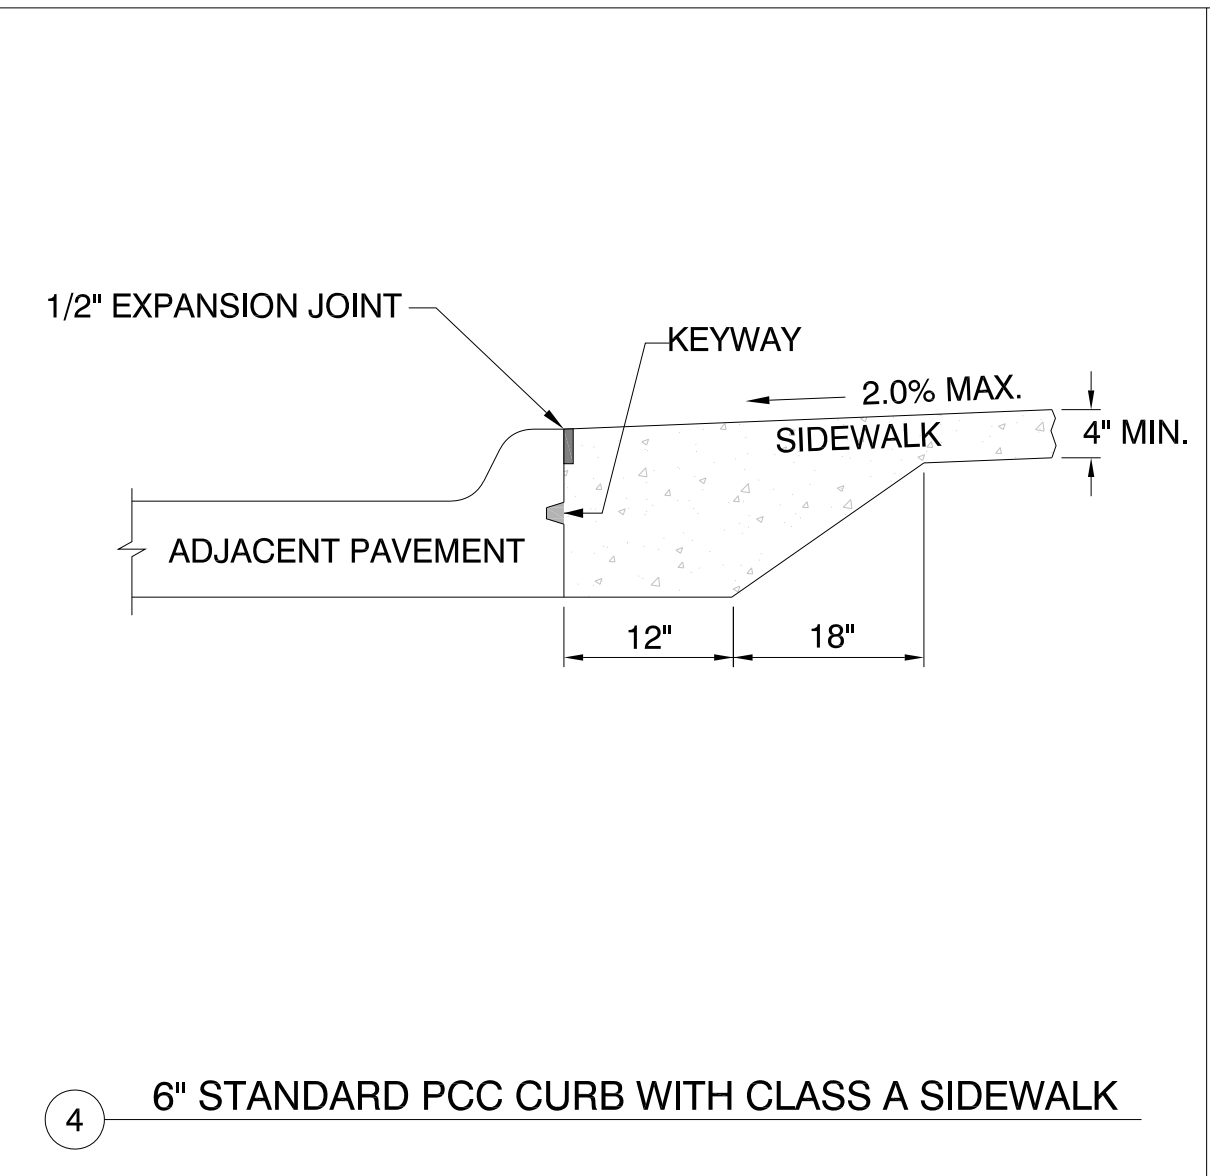 1/2" EXPANSION JOINT
KEYWAY
2.0% MAX.
SIDEWALK
4" MIN.
ADJACENT PAVEMENT
12"
18"
6" STANDARD PCC CURB WITH CLASS A SIDEWALK
4